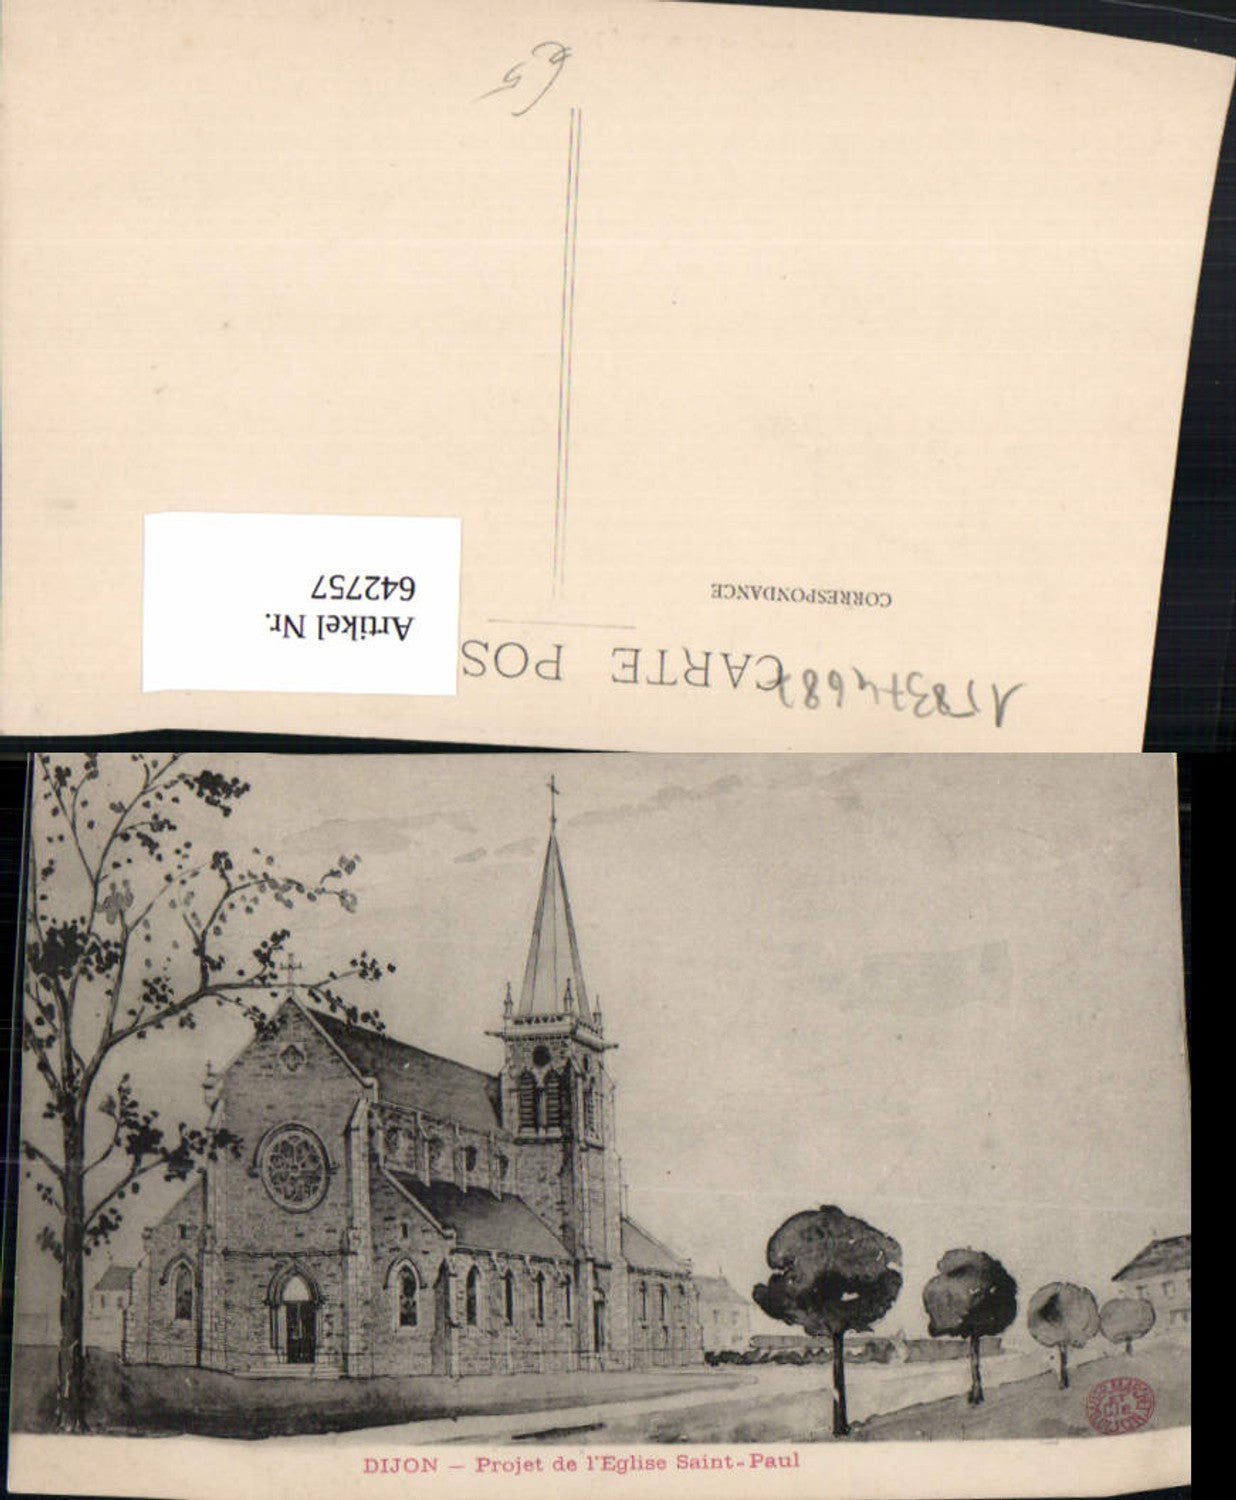 65
Artikel Nr.
642757
CORRESPONDANCE
CARTE POS
DIJON — Projet de l'Eglise Saint-Paul